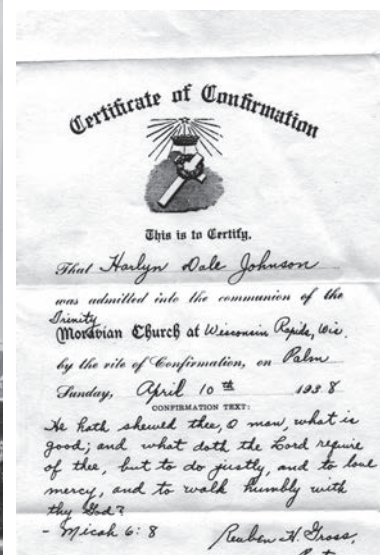 Certificate of Confirmation
This is to Certify,
That Harlyn Dale Johnson
was admitted into the communion of the
Trinity
Moravian Church at Wisconsin Rapids, Wis.
by the rite of Confirmation, on Palm
Sunday, April 10th 1938
CONFIRMATION TEXT:
He hath shewed thee, O man, what is
good; and what doth the Lord require
of thee, but to do justly, and to love
mercy, and to walk humbly with
thy God?
- Micah 6:8
Reuben H. Gross,